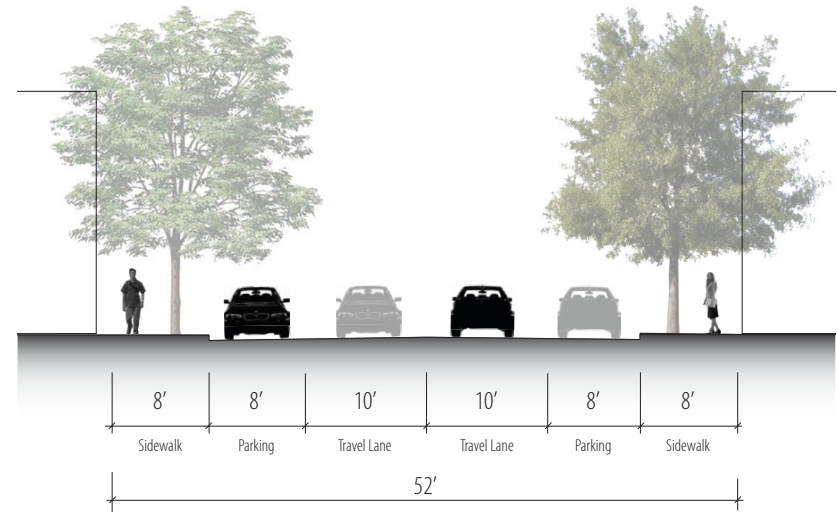 8’ 8’ 10’ 10’ 8’ 8’
Sidewalk Parking Travel Lane Travel Lane Parking Sidewalk
52’